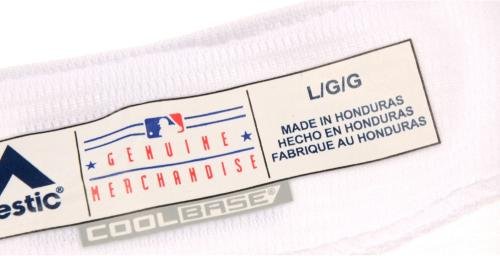 estic®
GENUINE
MERCHANDISE
L/G/G
MADE IN HONDURAS
HECHO EN HONDURAS
FABRIQUE AU HONDURAS
COOLBASE®